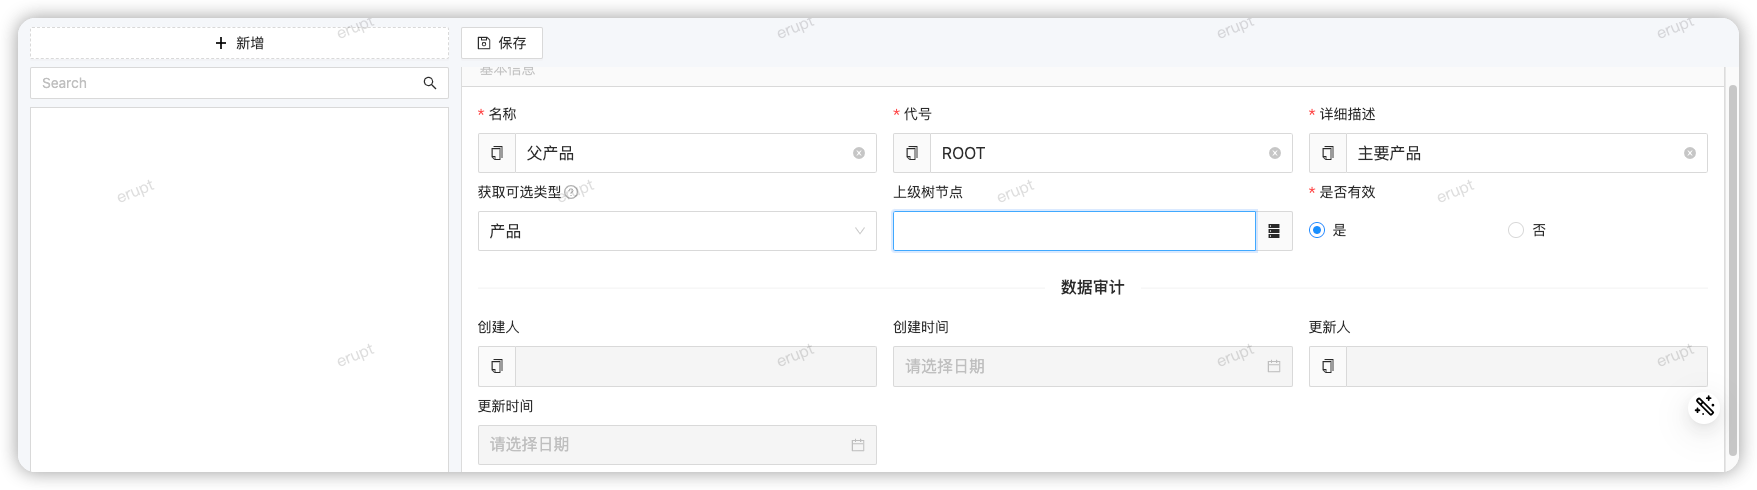 新增
保存
Search
基本信息
* 名称
* 代号
* 详细描述
父产品
ROOT
主要产品
获取可选类型
上级树节点
* 是否有效
产品
是
否
数据审计
创建人
创建时间
更新人
请选择日期
更新时间
请选择日期
erupt
erupt
erupt
erupt
erupt
erupt
erupt
erupt
erupt
erupt
erupt
erupt